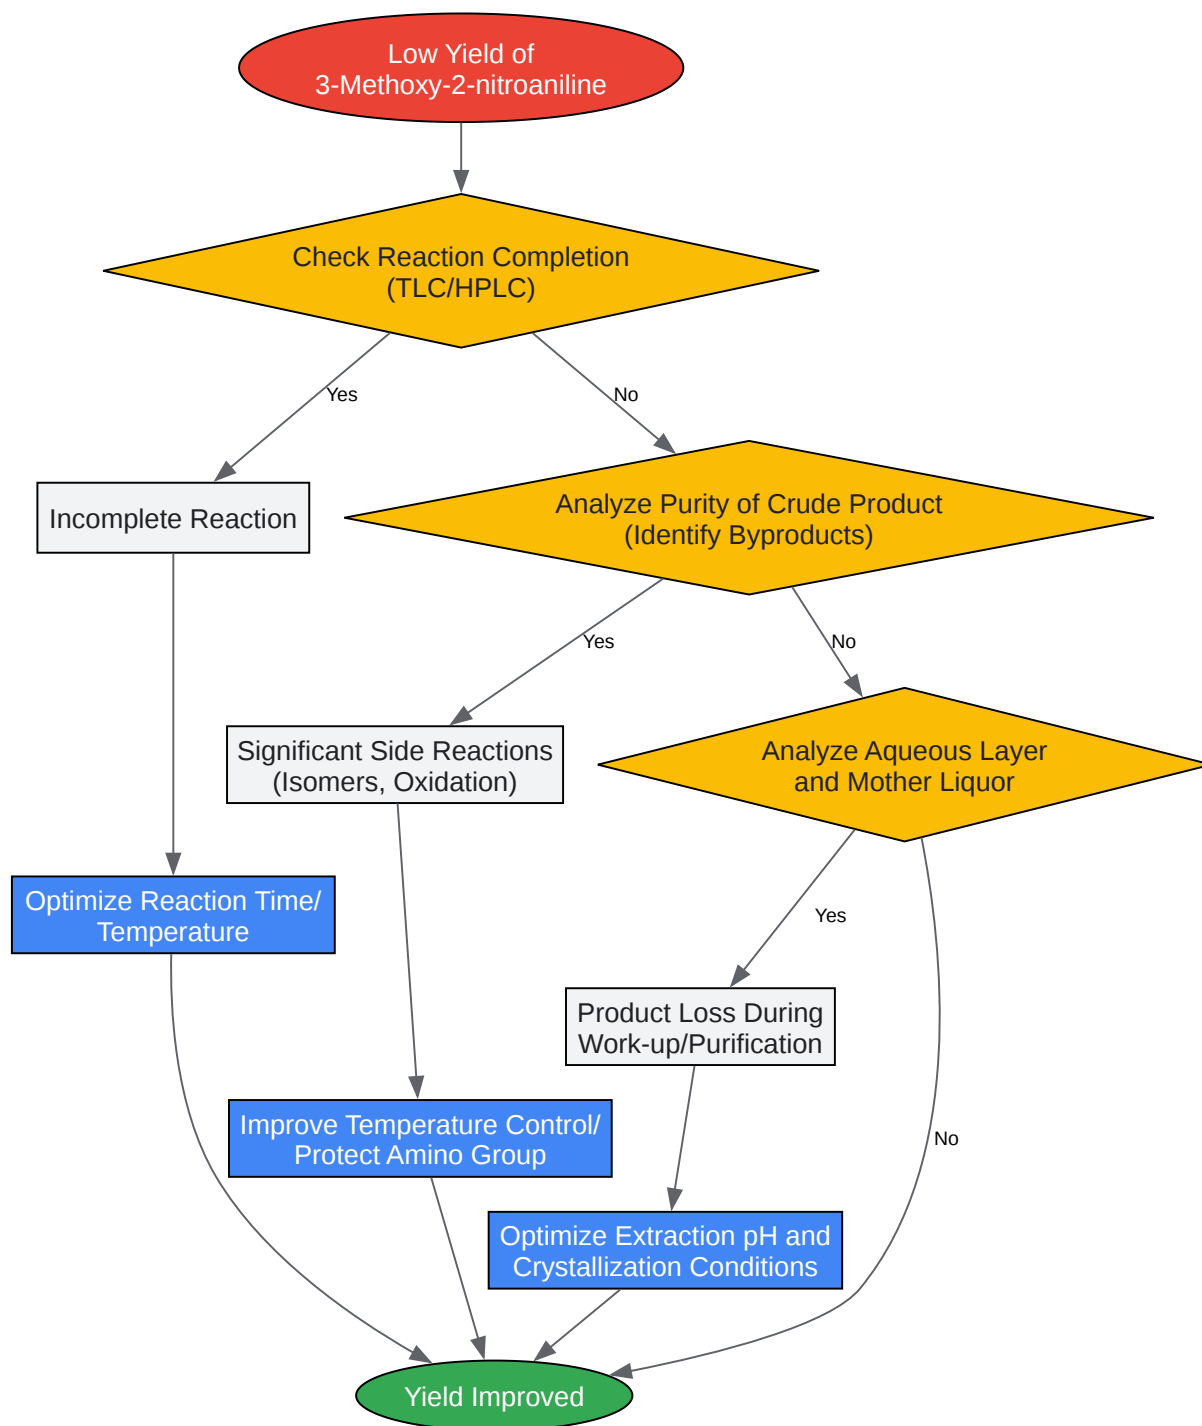 Low Yield of
3-Methoxy-2-nitroaniline
Check Reaction Completion
(TLC/HPLC)
Yes
No
Incomplete Reaction
Analyze Purity of Crude Product
(Identify Byproducts)
Yes
No
Significant Side Reactions
(Isomers, Oxidation)
Analyze Aqueous Layer
and Mother Liquor
Optimize Reaction Time/
Temperature
Yes
Product Loss During
Work-up/Purification
Improve Temperature Control/
Protect Amino Group
No
Optimize Extraction pH and
Crystallization Conditions
Yield Improved